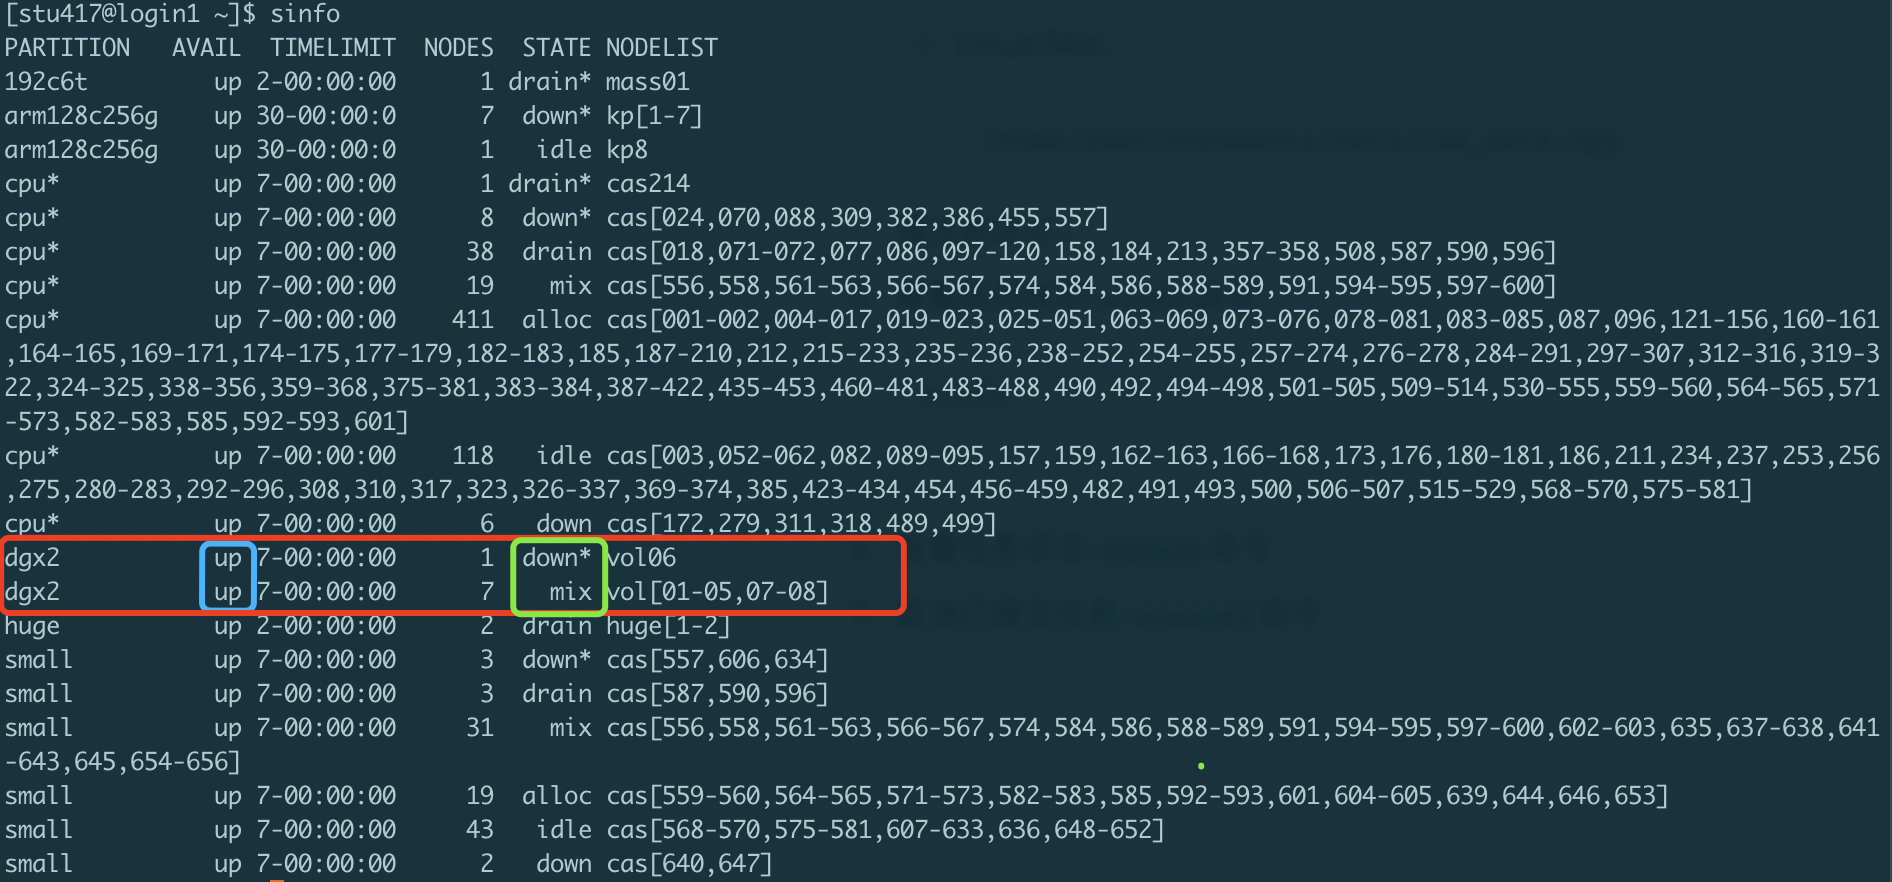 [stu417@login1 ~]$ sinfo
PARTITION AVAIL TIMELIMIT NODES STATE NODELIST
192c6t up 2-00:00:00 1 drain* mass01
arm128c256g up 30-00:00:0 7 down* kp[1-7]
arm128c256g up 30-00:00:0 1 idle kp8
cpu* up 7-00:00:00 1 drain* cas214
cpu* up 7-00:00:00 8 down* cas[024,070,088,309,382,386,455,557]
cpu* up 7-00:00:00 38 drain cas[018,071-072,077,086,097-120,158,184,213,357-358,508,587,590,596]
cpu* up 7-00:00:00 19 mix cas[556,558,561-563,566-567,574,584,586,588-589,591,594-595,597-600]
cpu* up 7-00:00:00 411 alloc cas[001-002,004-017,019-023,025-051,063-069,073-076,078-081,083-085,087,096,121-156,160-161
,164-165,169-171,174-175,177-179,182-183,185,187-210,212,215-233,235-236,238-252,254-255,257-274,276-278,284-291,297-307,312-316,319-3
22,324-325,338-356,359-368,375-381,383-384,387-422,435-453,460-481,483-488,490,492,494-498,501-505,509-514,530-555,559-560,564-565,571
-573,582-583,585,592-593,601]
cpu* up 7-00:00:00 118 idle cas[003,052-062,082,089-095,157,159,162-163,166-168,173,176,180-181,186,211,234,237,253,256
,275,280-283,292-296,308,310,317,323,326-337,369-374,385,423-434,454,456-459,482,491,493,500,506-507,515-529,568-570,575-581]
cpu* up 7-00:00:00 6 down cas[172,279,311,318,489,499]
dgx2 up 7-00:00:00 1 down* vol06
dgx2 up 7-00:00:00 7 mix vol[01-05,07-08]
huge up 2-00:00:00 2 drain huge[1-2]
small up 7-00:00:00 3 down* cas[557,606,634]
small up 7-00:00:00 3 drain cas[587,590,596]
small up 7-00:00:00 31 mix cas[556,558,561-563,566-567,574,584,586,588-589,591,594-595,597-600,602-603,635,637-638,641
-643,645,654-656]
small up 7-00:00:00 19 alloc cas[559-560,564-565,571-573,582-583,585,592-593,601,604-605,639,644,646,653]
small up 7-00:00:00 43 idle cas[568-570,575-581,607-633,636,648-652]
small up 7-00:00:00 2 down cas[640,647]